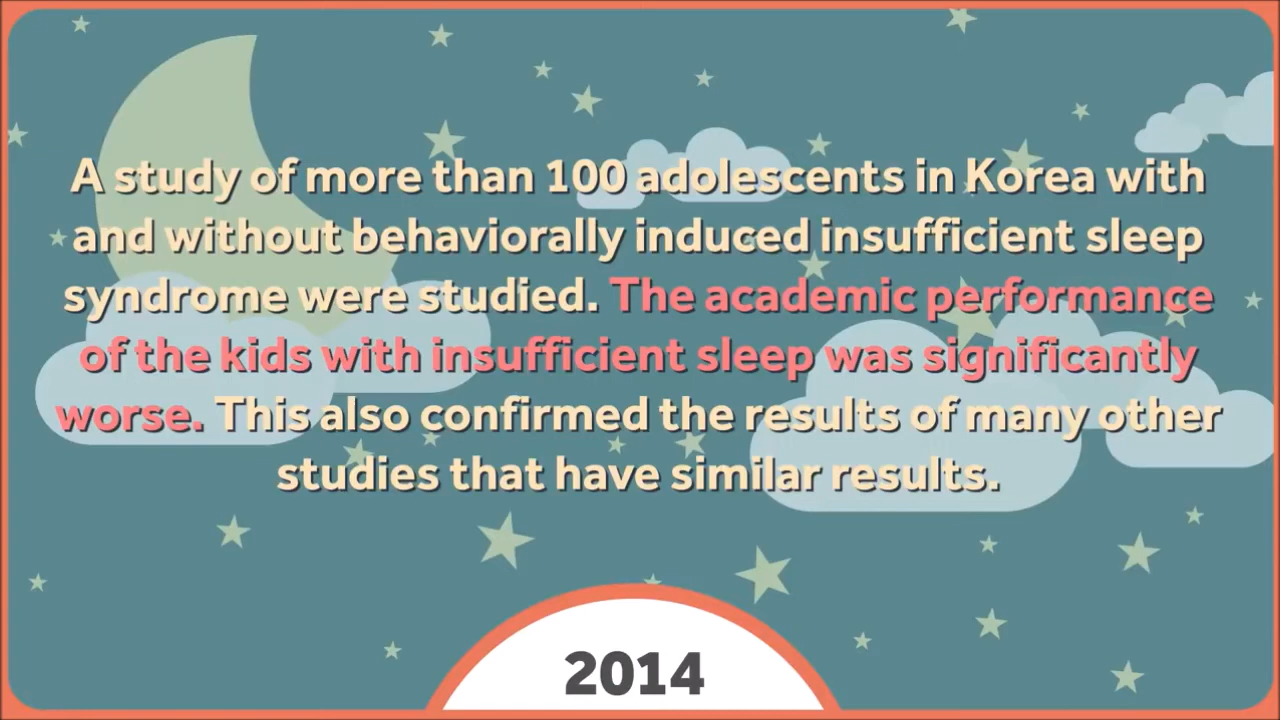 A study of more than 100 adolescents in Korea with
and without behaviorally induced insufficient sleep
syndrome were studied. The academic performance
of the kids with insufficient sleep was significantly
worse. This also confirmed the results of many other
studies that have similar results.
2014